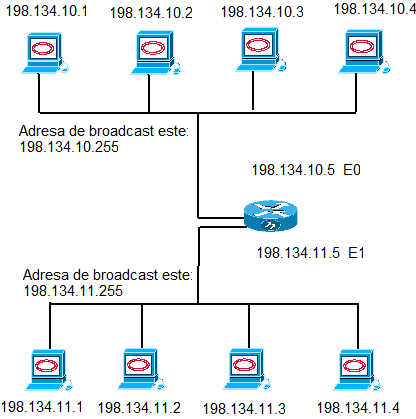 198.134.10.1
198.134.10.2
198.134.10.3
198.134.10.4
Adresa de broadcast este:
198.134.10.255
198.134.10.5 E0
198.134.11.5 E1
Adresa de broadcast este:
198.134.11.255
198.134.11.1
198.134.11.2
198.134.11.3
198.134.11.4